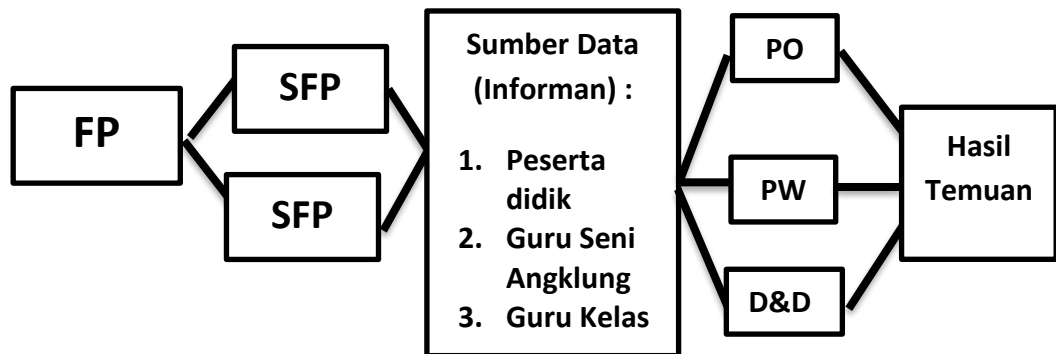 FP
SFP
SFP
Sumber Data
(Informan) :
1. Peserta
didik
2. Guru Seni
Angklung
3. Guru Kelas
PO
PW
D&D
Hasil
Temuan